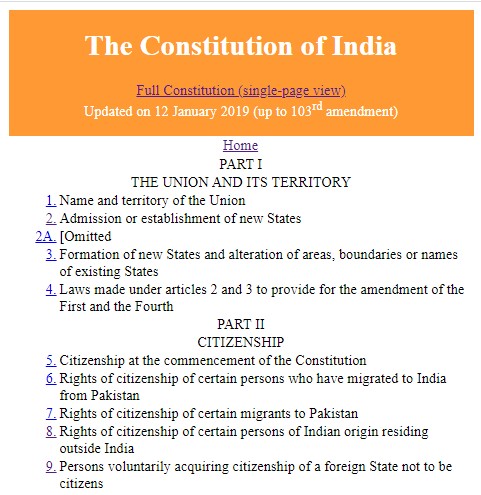 The Constitution of India
Full Constitution (single-page view)
Updated on 12 January 2019 (up to 103rd amendment)
Home
PART I
THE UNION AND ITS TERRITORY
1. Name and territory of the Union
2. Admission or establishment of new States
2A. [Omitted
3. Formation of new States and alteration of areas, boundaries or names
of existing States
4. Laws made under articles 2 and 3 to provide for the amendment of the
First and the Fourth
PART II
CITIZENSHIP
5. Citizenship at the commencement of the Constitution
6. Rights of citizenship of certain persons who have migrated to India
from Pakistan
7. Rights of citizenship of certain migrants to Pakistan
8. Rights of citizenship of certain persons of Indian origin residing
outside India
9. Persons voluntarily acquiring citizenship of a foreign State not to be
citizens